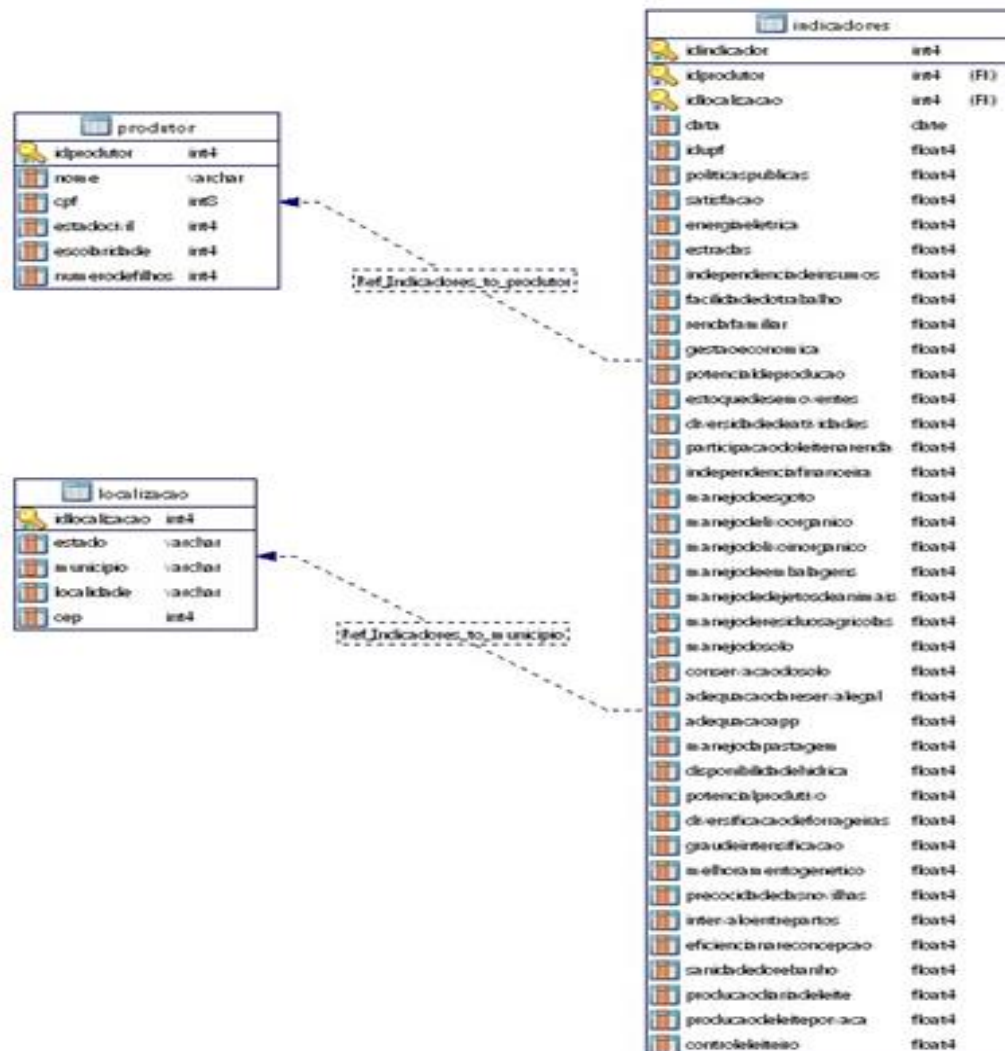 produtor
idprodutor int4
nome varchar
cpf int8
estadocivil int4
escolaridade int4
numerodefilhos int4
localizacao
idlocalizacao int4
estado varchar
municipio varchar
localidade varchar
cep int4
Ref_Indicadores_to_produtor
Ref_Indicadores_to_municipio
indicadores
idindicador int4
idprodutor int4 (FK)
idlocalizacao int4 (FK)
data date
idupf float4
politicaspublicas float4
satisfacao float4
energiaeletrica float4
estradas float4
independenciadeinsumos float4
facilidadedotrabalho float4
rendafamiliar float4
gestaoeconomica float4
potencialdeproducao float4
estoquedesemoventes float4
diversidadedeatividades float4
participacaodoleitenarenda float4
independenciafinanceira float4
manejodoesgoto float4
manejodelixoorganico float4
manejodolixoinorganico float4
manejodeembalagens float4
manejodedejetosdeanimais float4
manejoderesiduosagricolas float4
manejodosolo float4
conservacaodosolo float4
adequacaodareservalegal float4
adequacaoapp float4
manejodapastagem float4
disponibilidadehidrica float4
potencialprodutivo float4
diversificacaodeforrageiras float4
graudeintensificacao float4
melhoramentogenetico float4
precocidadedasnovilhas float4
intervaloentrepartos float4
eficiencianareconcepcao float4
sanidadedorebanho float4
producaodiariadeleite float4
producaodeleiteporvaca float4
controleleiteiro float4